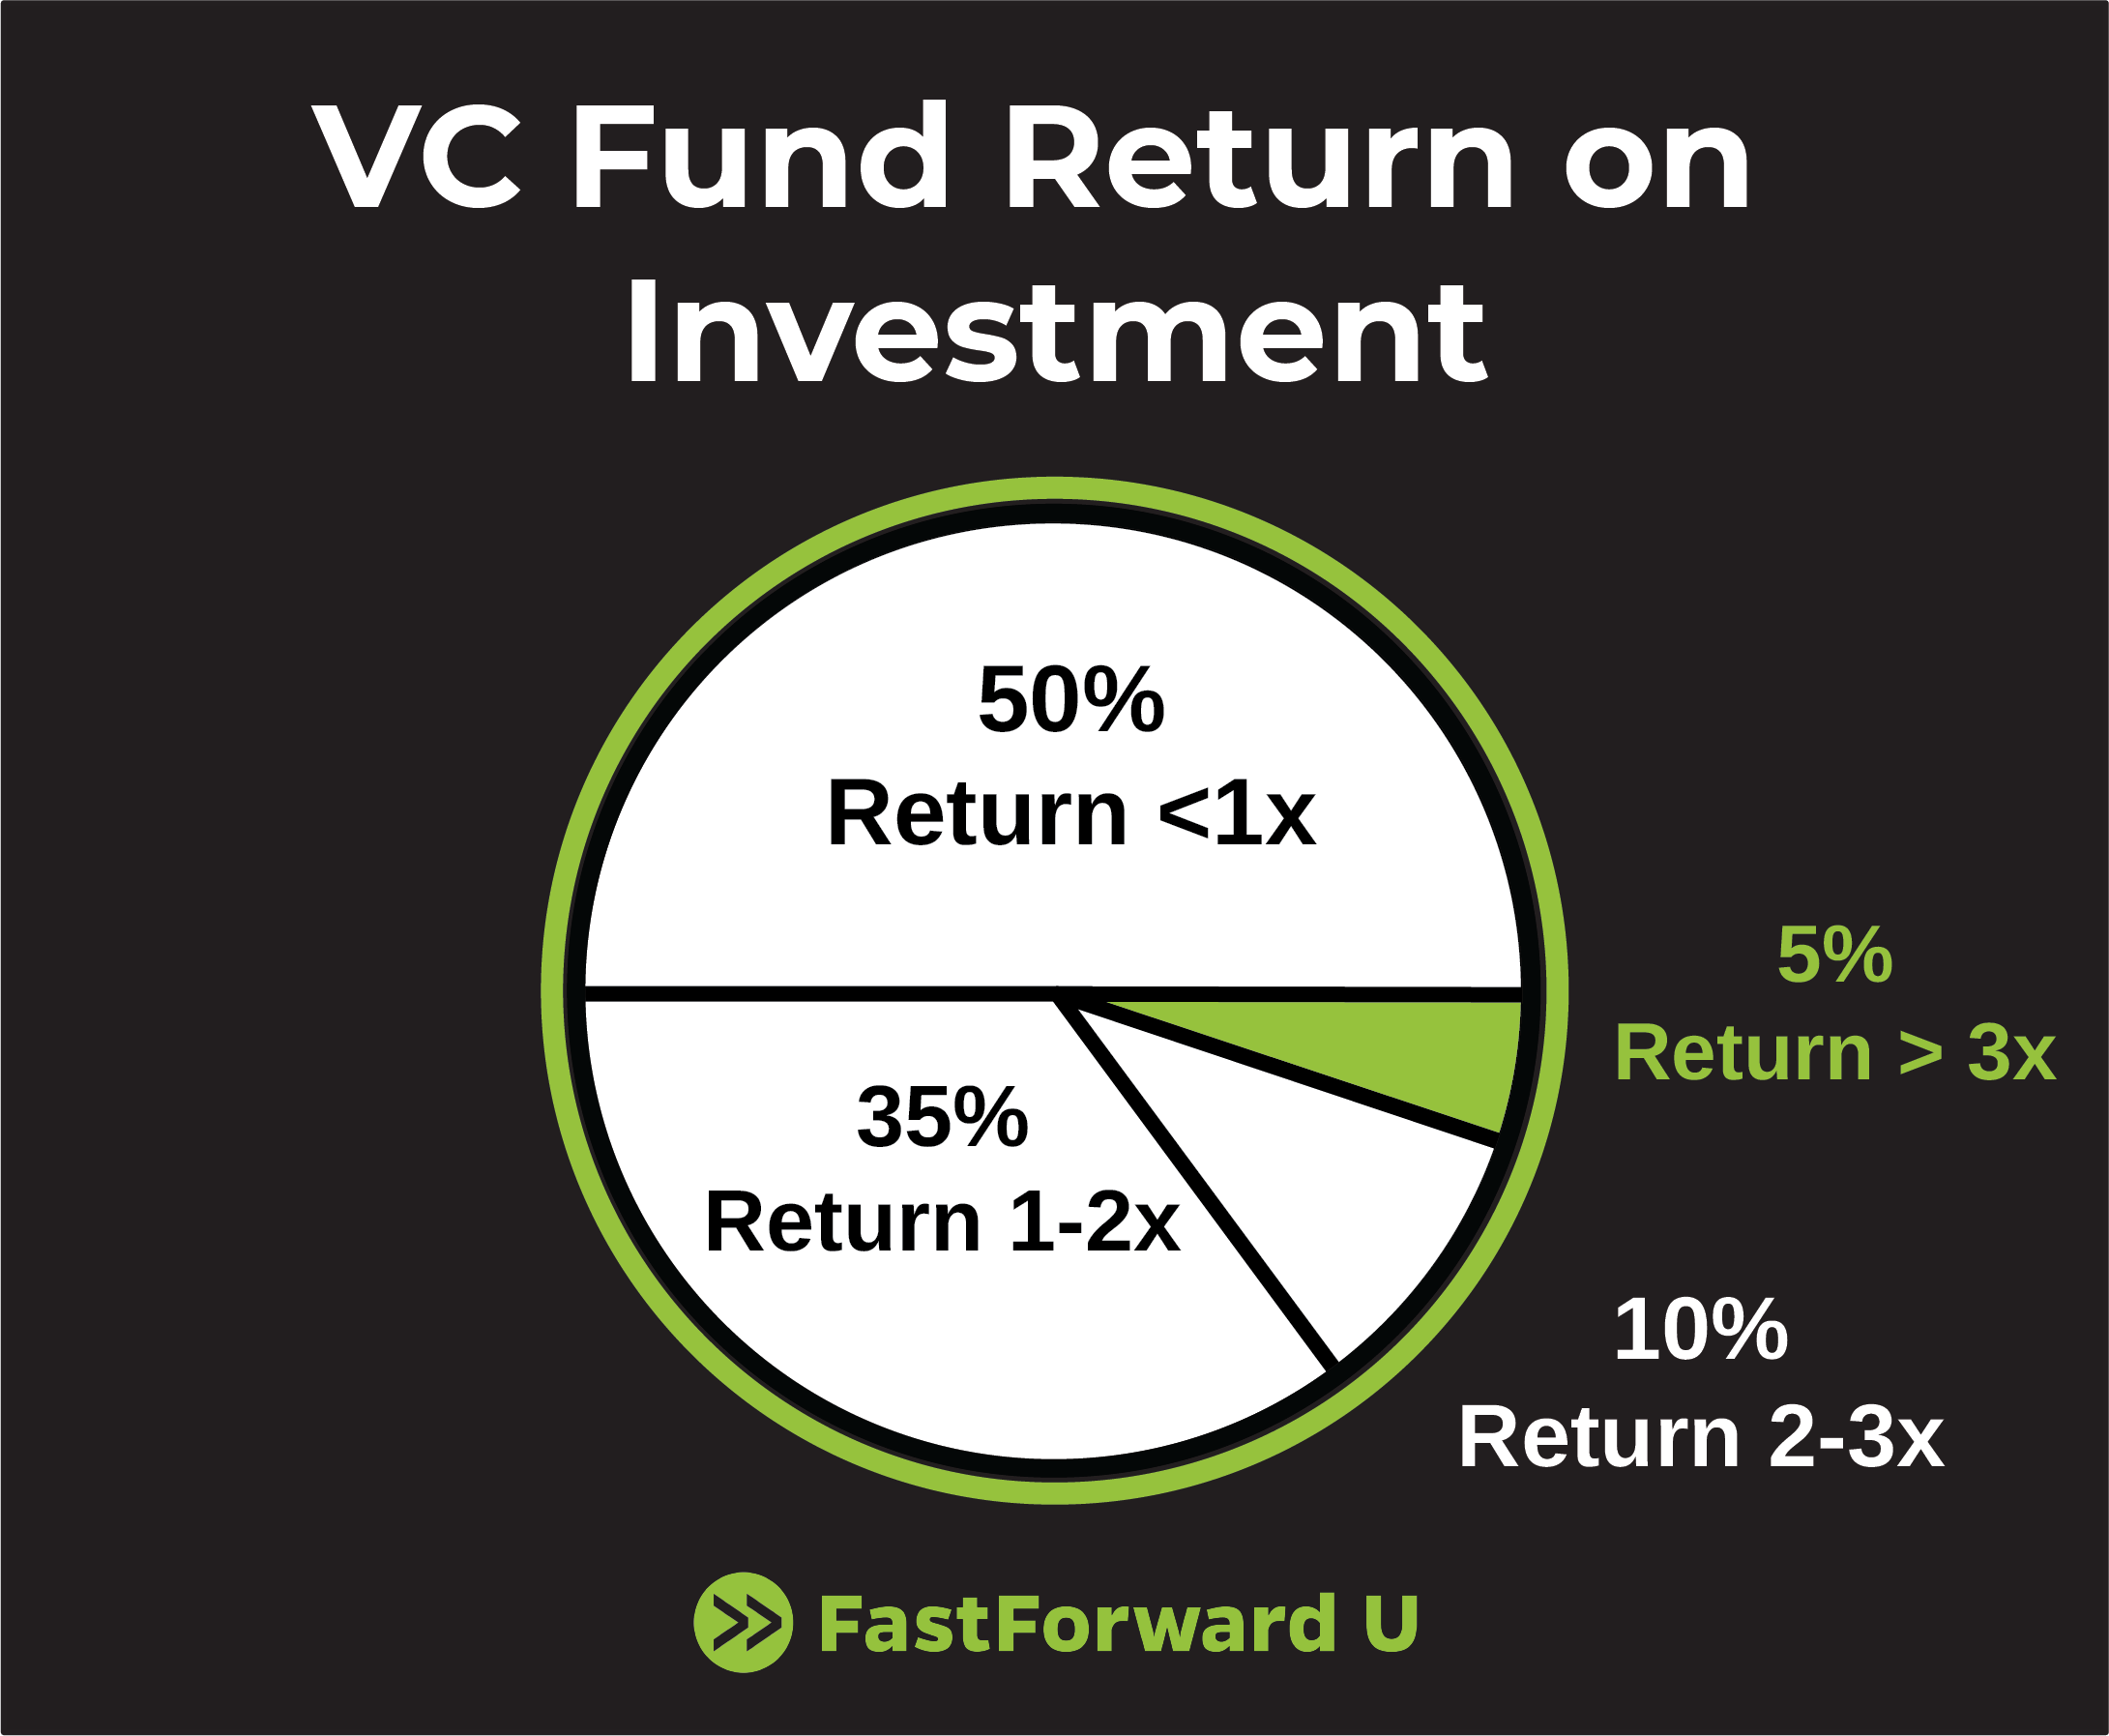 VC Fund Return on
Investment
50%
Return <1x
5%
Return > 3x
35%
Return 1-2x
10%
Return 2-3x
FastForward U